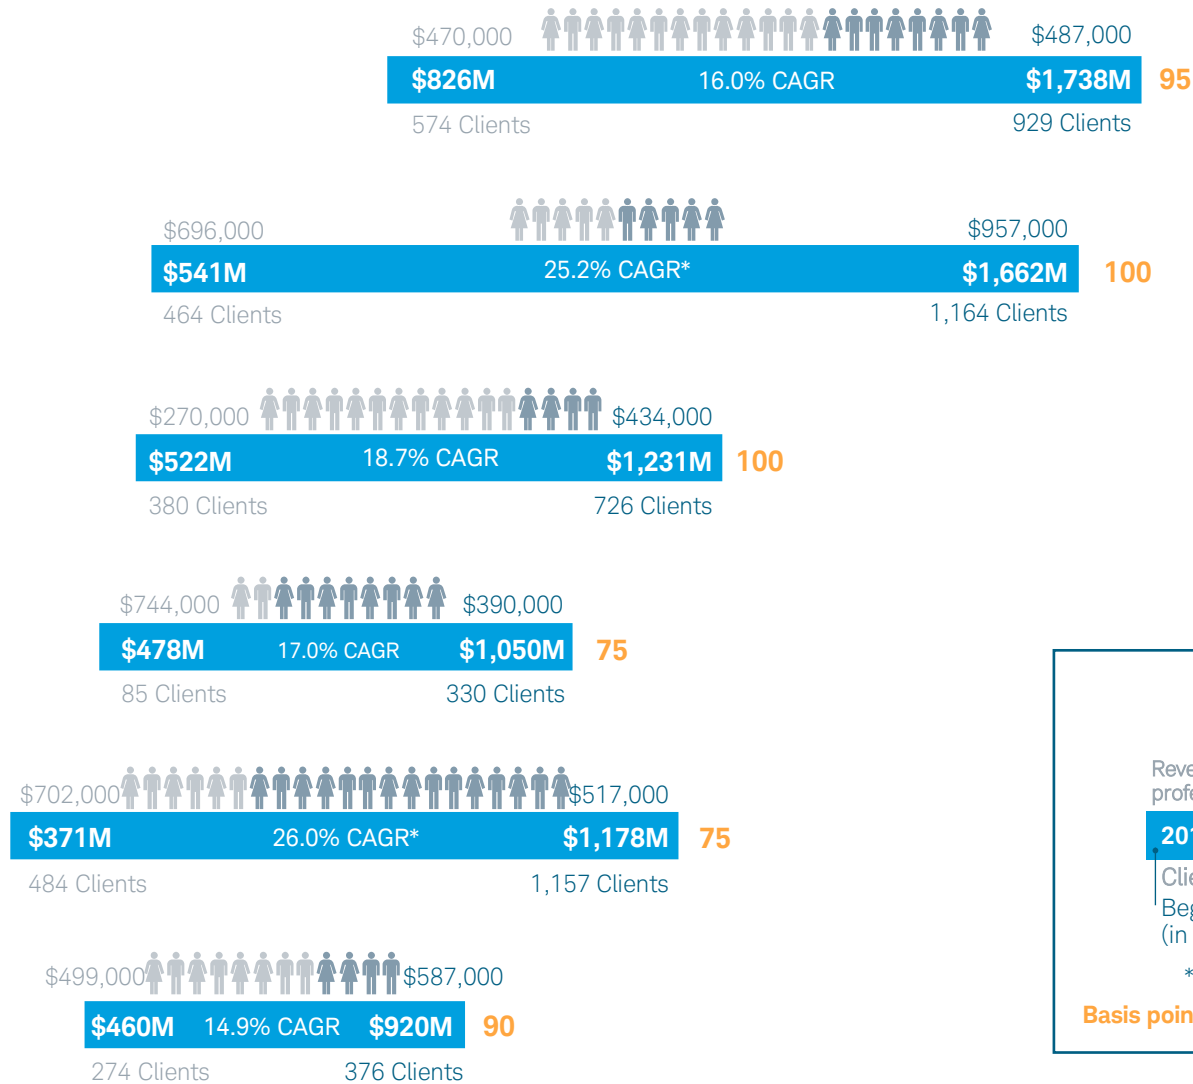 $470,000 $487,000
$826M 16.0% CAGR $1,738M 95
574 Clients 929 Clients
$696,000 $957,000
$541M 25.2% CAGR* $1,662M 100
464 Clients 1,164 Clients
$270,000 $434,000
$522M 18.7% CAGR $1,231M 100
380 Clients 726 Clients
$744,000 $390,000
$478M 17.0% CAGR $1,050M 75
85 Clients 330 Clients
$702,000 $517,000
$371M 26.0% CAGR* $1,178M 75
484 Clients 1,157 Clients
$499,000 $587,000
$460M 14.9% CAGR $920M 90
274 Clients 376 Clients
(in
*
Basis